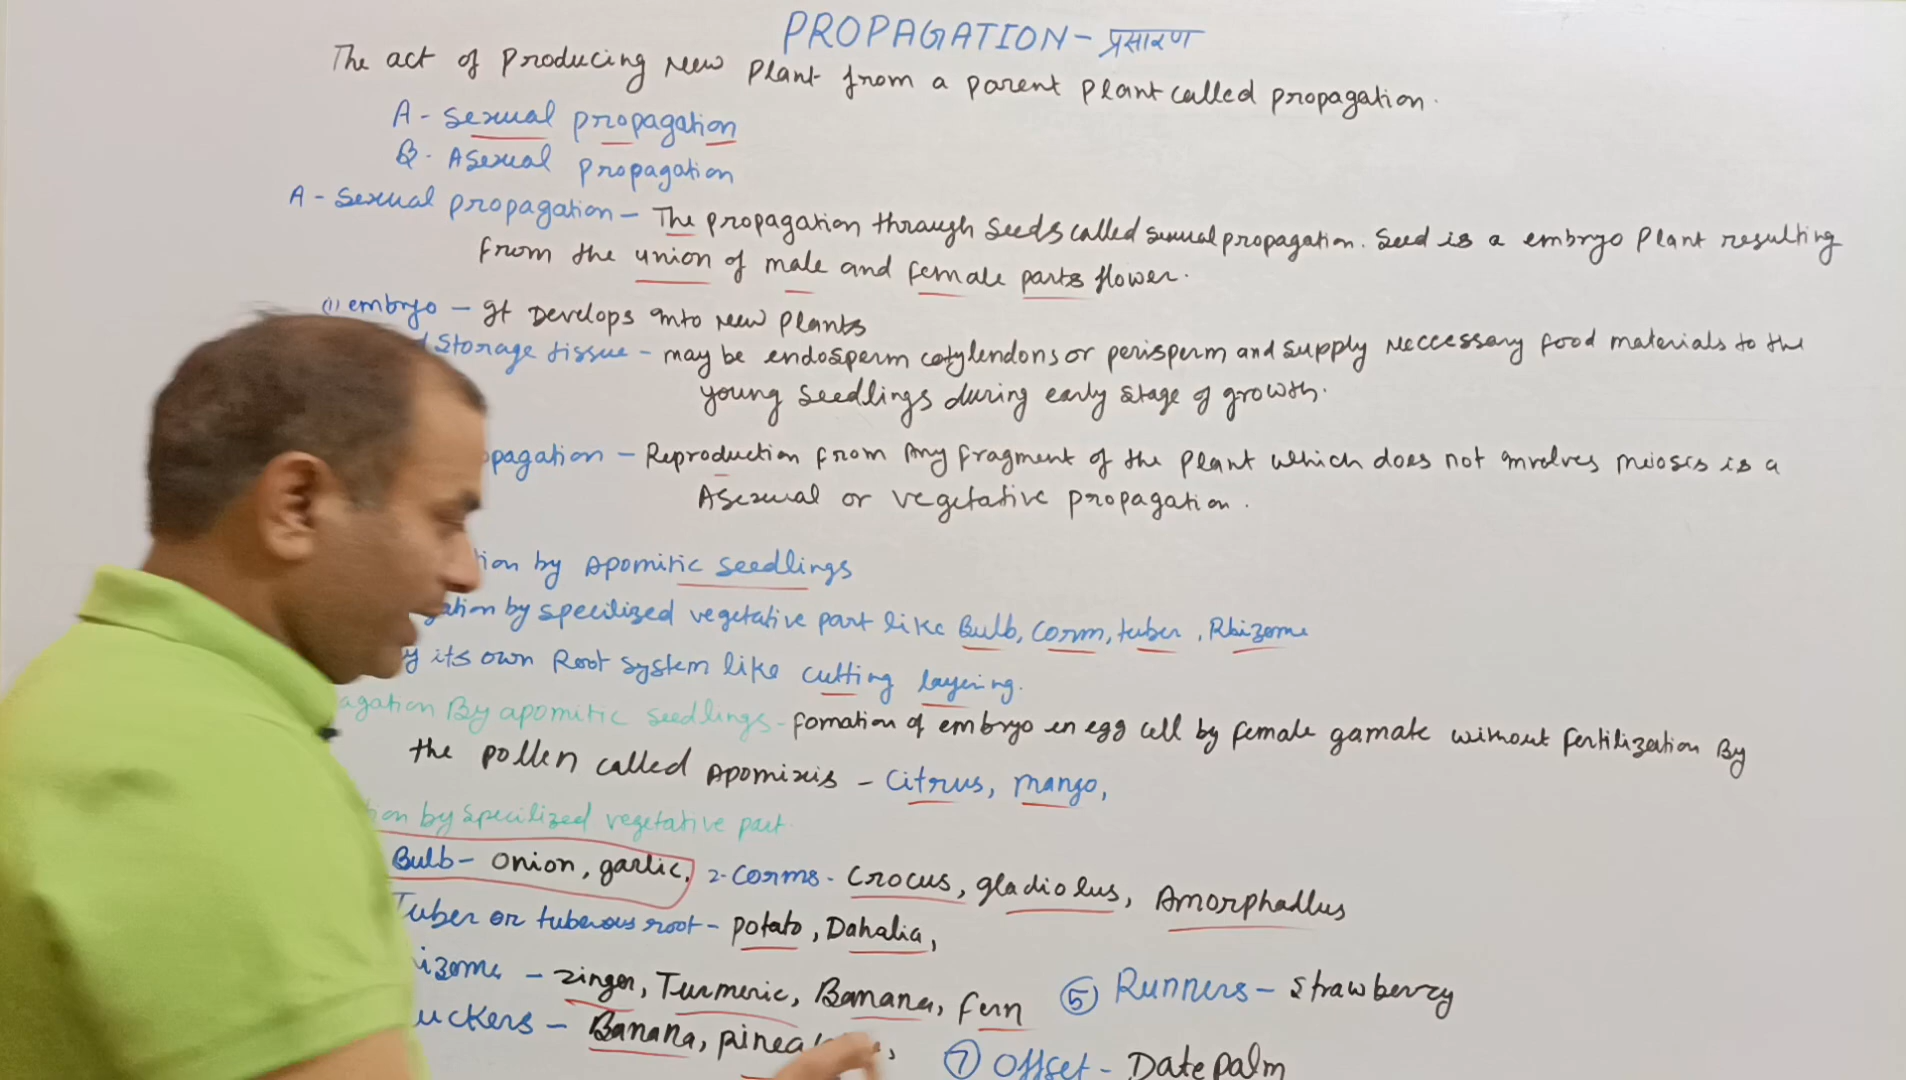 PROPAGATION - प्रसारण
The act of Producing New Plant from a parent plant called propagation.
A - Sexual propagation
B. Asexual propagation
A - Sexual propagation - The propagation through Seeds called sexual propagation. Seed is a embryo Plant resulting
from the union of male and female parts flower.
(1) embryo - It Develops into New Plants
Storage tissue - may be endosperm cotylendons or perisperm and supply neccessary food materials to the
young seedlings during early stage of growth.
pagation - Reproduction from Any fragment of the Plant which does not involves meiosis is a
Asexual or vegetative propagation.
tion by Apomitic seedlings
gation by specilized vegetative part like Bulb, Corm, tuber, Rhizome
y its own Root system like cutting layering.
agation By apomitic seedlings - fomation of embryo in egg cell by female gamate without fertilization By
the pollen called Apomixis - Citrus, mango,
ion by specilized vegetative part.
Bulb - onion, garlic, 2- Corms - Crocus, gladiolus, Amorphallus
Tuber or tuberous root - potato, Dahalia,
izome - zinger, Turmeric, Banana, fern ⑤ Runners - Strawberry
uckers - Banana, pinea ⑦ Offset - Date palm